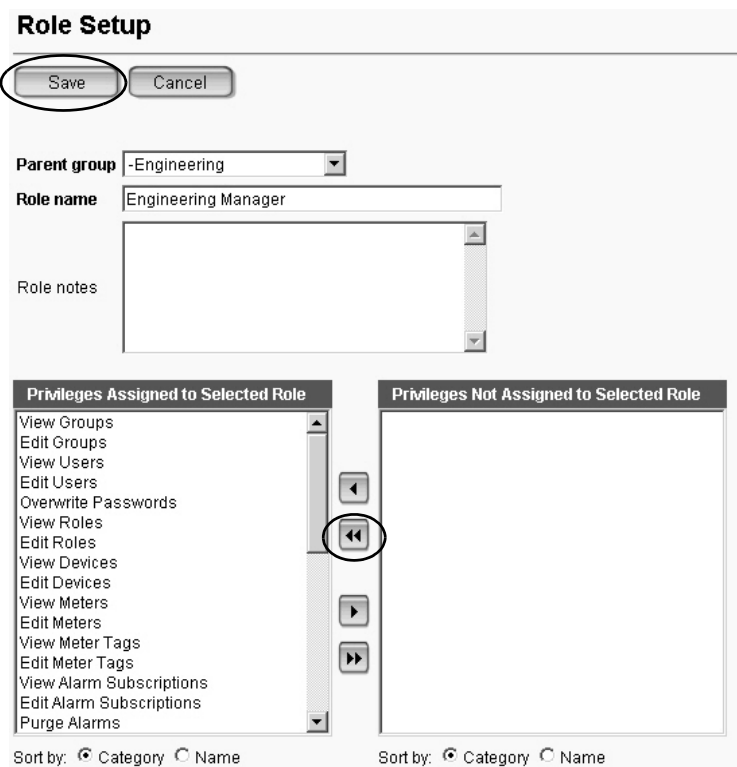 Role Setup
Save Cancel
Parent group -Engineering
Role name Engineering Manager
Role notes
Privileges Assigned to Selected Role
View Groups
Edit Groups
View Users
Edit Users
Overwrite Passwords
View Roles
Edit Roles
View Devices
Edit Devices
View Meters
Edit Meters
View Meter Tags
Edit Meter Tags
View Alarm Subscriptions
Edit Alarm Subscriptions
Purge Alarms
Sort by: Category Name
Privileges Not Assigned to Selected Role
Sort by: Category Name